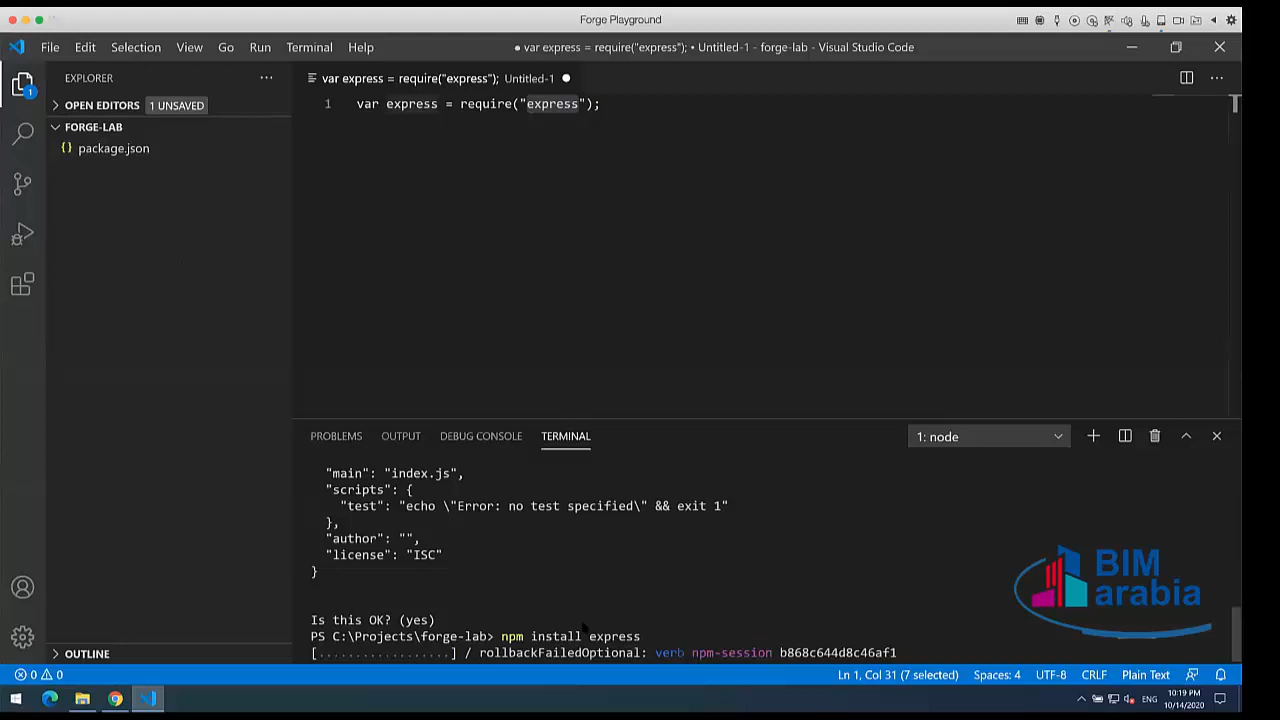 Forge Playground
File Edit Selection View Go Run Terminal Help
● var express = require("express"); • Untitled-1 - forge-lab - Visual Studio Code
EXPLORER
1
OPEN EDITORS 1 UNSAVED
FORGE-LAB
{} package.json
OUTLINE
var express = require("express"); Untitled-1 ●
1 var express = require("express");
PROBLEMS OUTPUT DEBUG CONSOLE TERMINAL
1: node
"main": "index.js",
"scripts": {
"test": "echo \"Error: no test specified\" && exit 1"
},
"author": "",
"license": "ISC"
}
Is this OK? (yes)
PS C:\Projects\forge-lab> npm install express
[..................] / rollbackFailedOptional: verb npm-session b868c644d8c46af1
BIM
arabia
0 0 Ln 1, Col 31 (7 selected) Spaces: 4 UTF-8 CRLF Plain Text
ENG
10:19 PM
10/14/2020